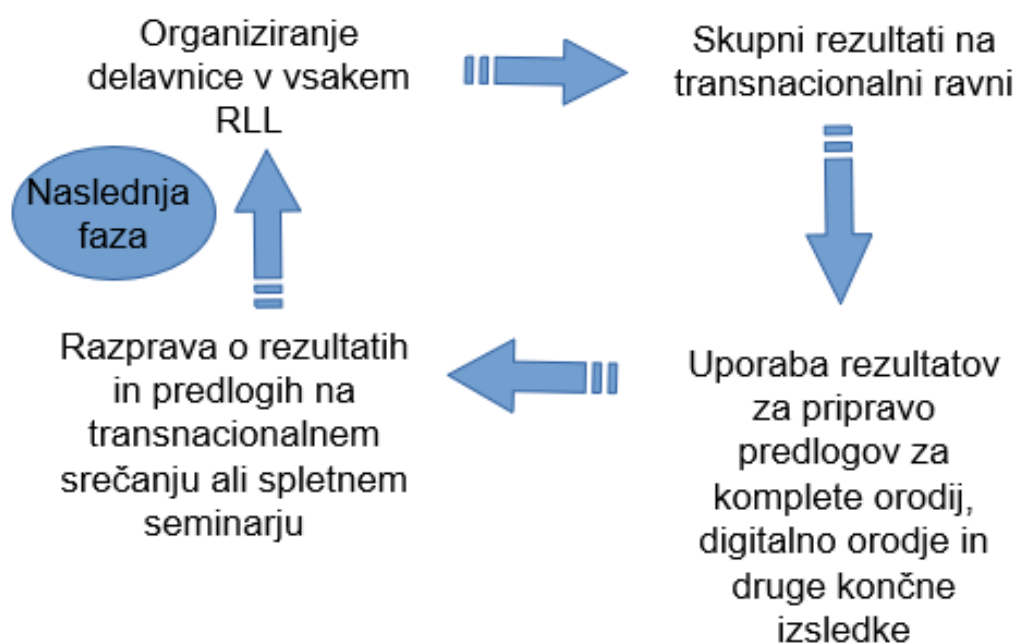 Organiziranje
delavnice v vsakem
RLL
Skupni rezultati na
transnacionalni ravni
Naslednja
faza
Razprava o rezultatih
in predlogih na
transnacionalnem
srečanju ali spletnem
seminarju
Uporaba rezultatov
za pripravo
predlogov za
komplete orodij,
digitalno orodje in
druge končne
izsledke